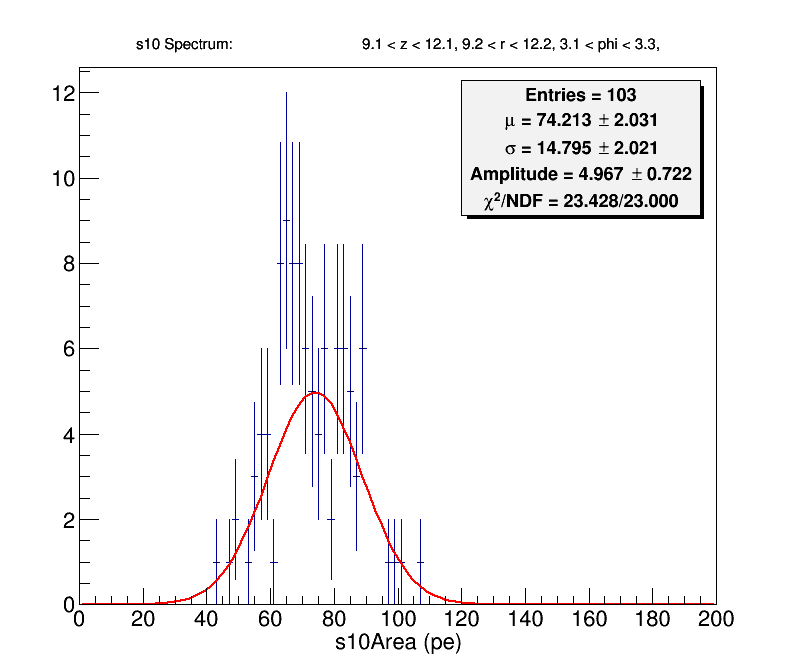 s10 Spectrum: 9.1 < z < 12.1, 9.2 < r < 12.2, 3.1 < phi < 3.3,
Entries = 103
μ = 74.213 ± 2.031
σ = 14.795 ± 2.021
Amplitude = 4.967 ± 0.722
χ²/NDF = 23.428/23.000
12
10
8
6
4
2
0
0 20 40 60 80 100 120 140 160 180 200
s10Area (pe)